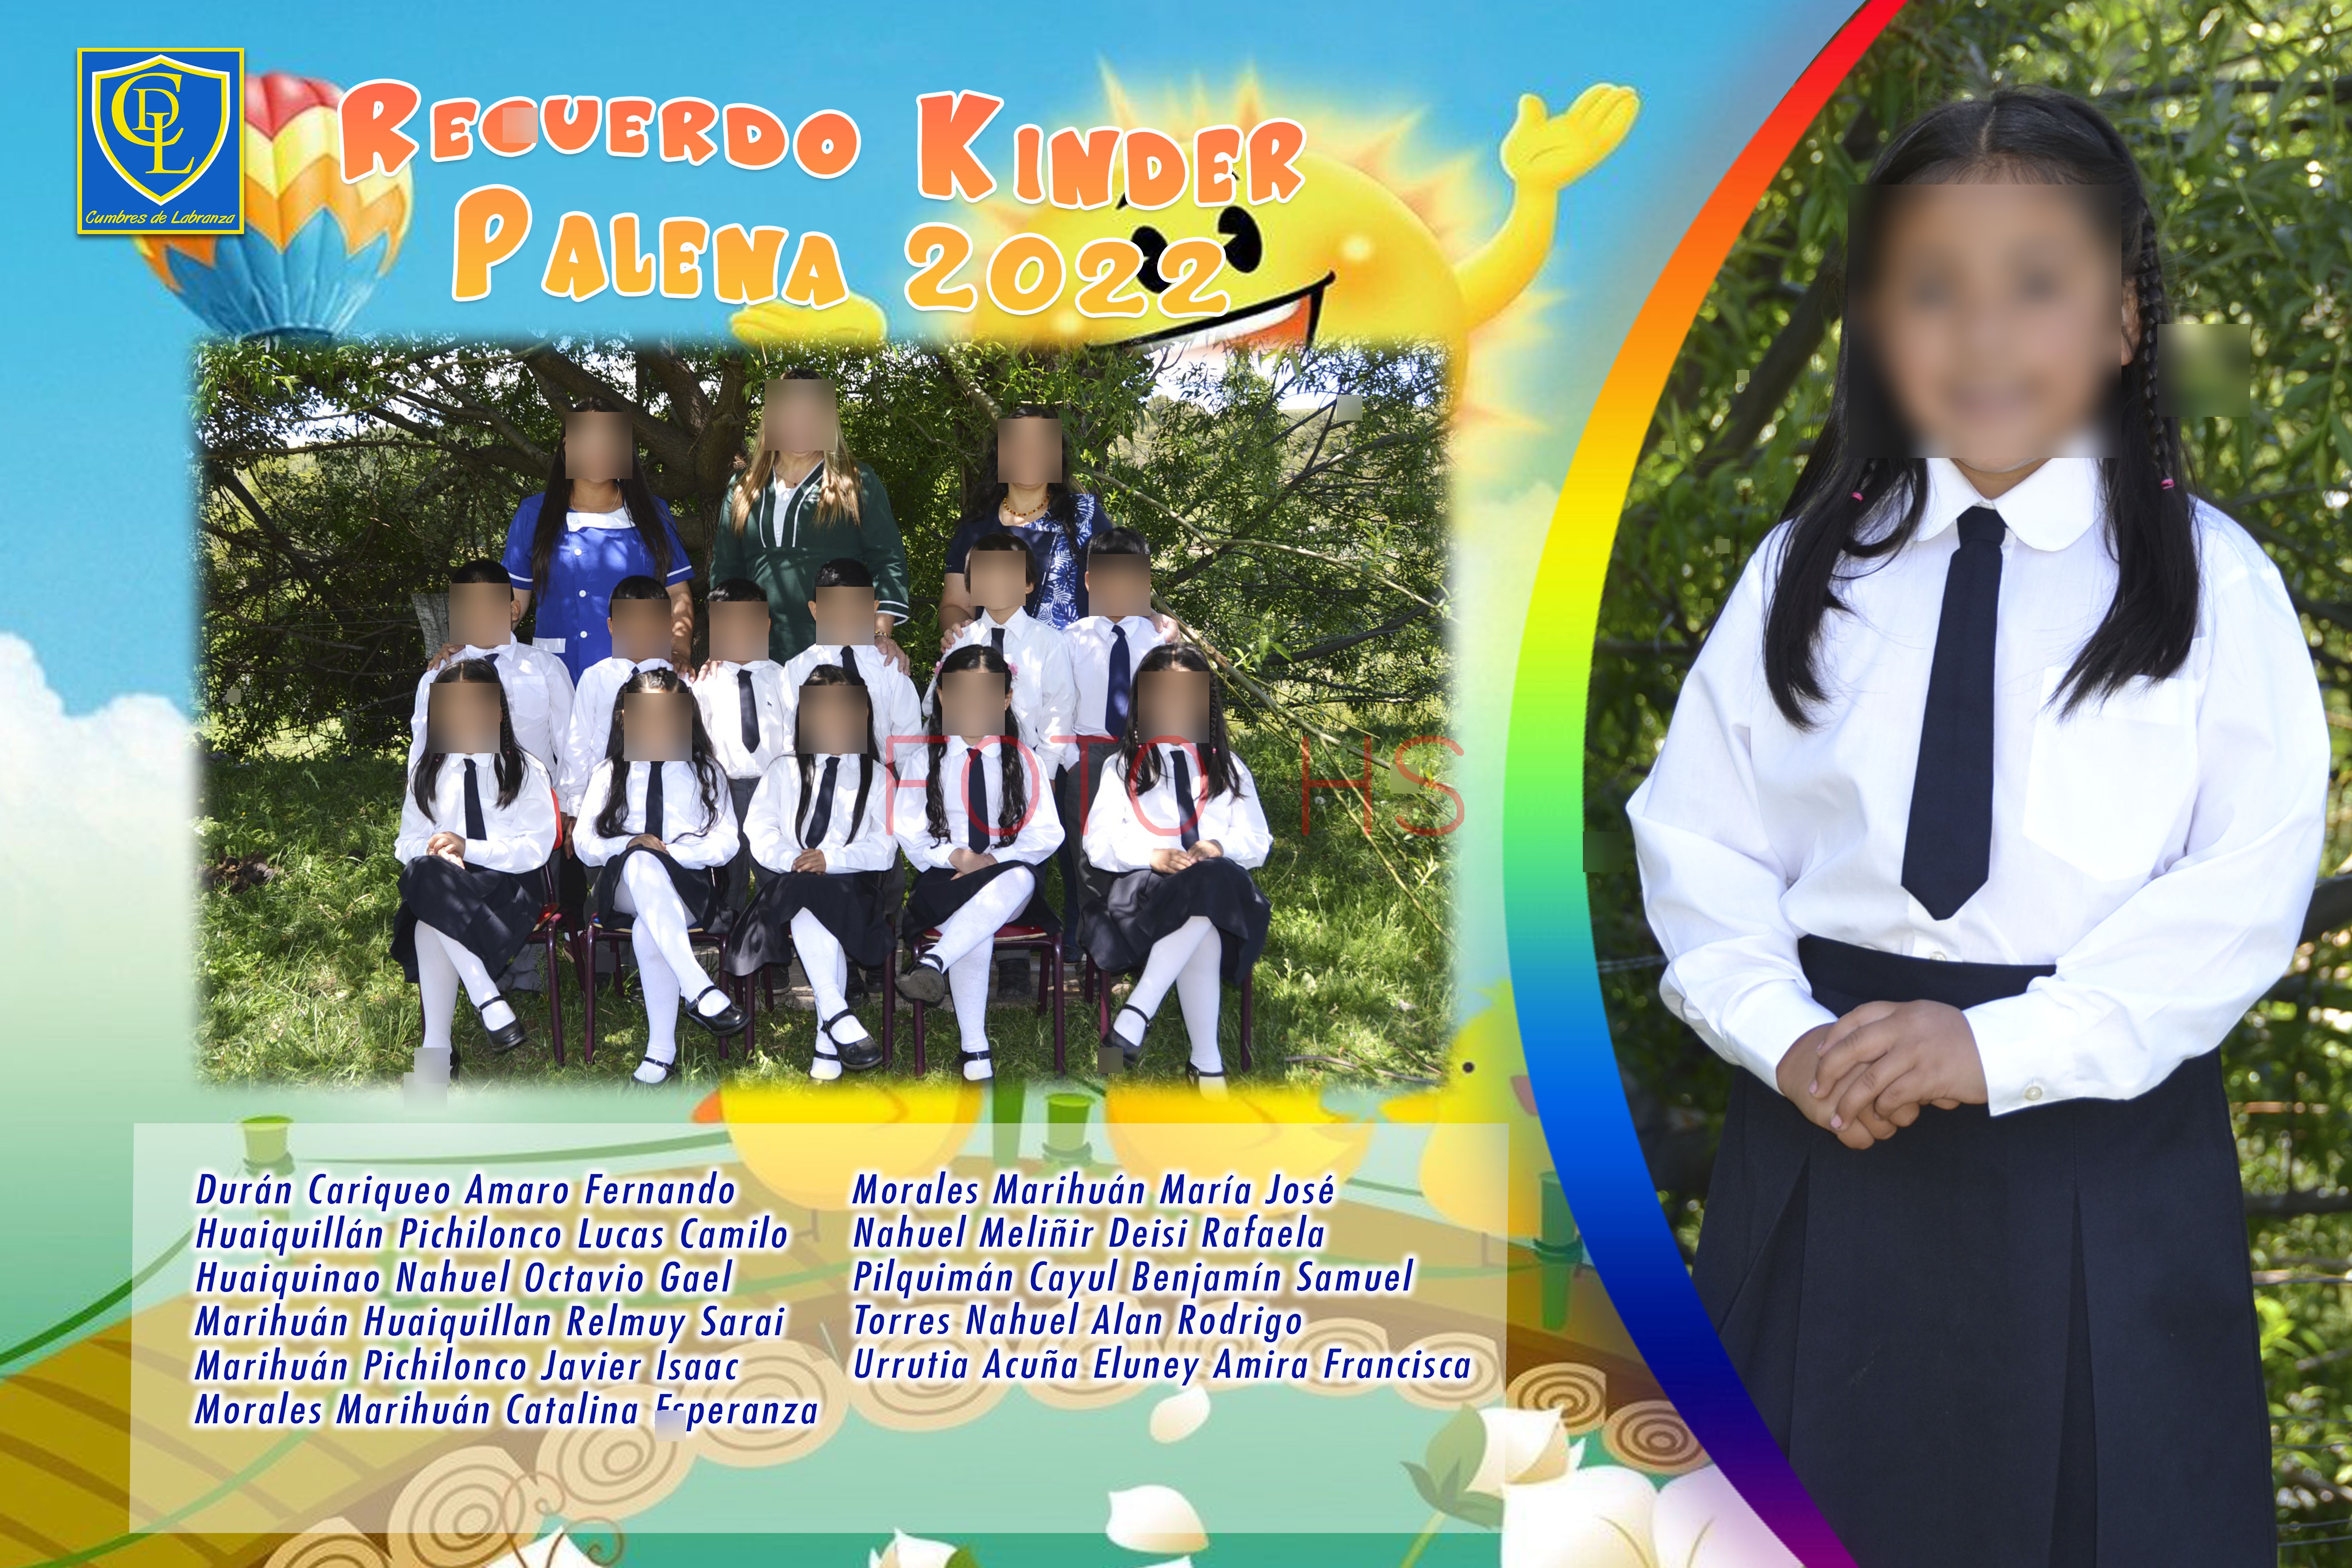 CDL
Cumbres de Labranza
Recuerdo Kinder
Palena 2022
FOTO HS
Durán Cariqueo Amaro Fernando
Huaiquillán Pichilonco Lucas Camilo
Huaiquinao Nahuel Octavio Gael
Marihuán Huaiquillan Relmuy Sarai
Marihuán Pichilonco Javier Isaac
Morales Marihuán Catalina Esperanza
Morales Marihuán María José
Nahuel Meliñir Deisi Rafaela
Pilquimán Cayul Benjamín Samuel
Torres Nahuel Alan Rodrigo
Urrutia Acuña Eluney Amira Francisca